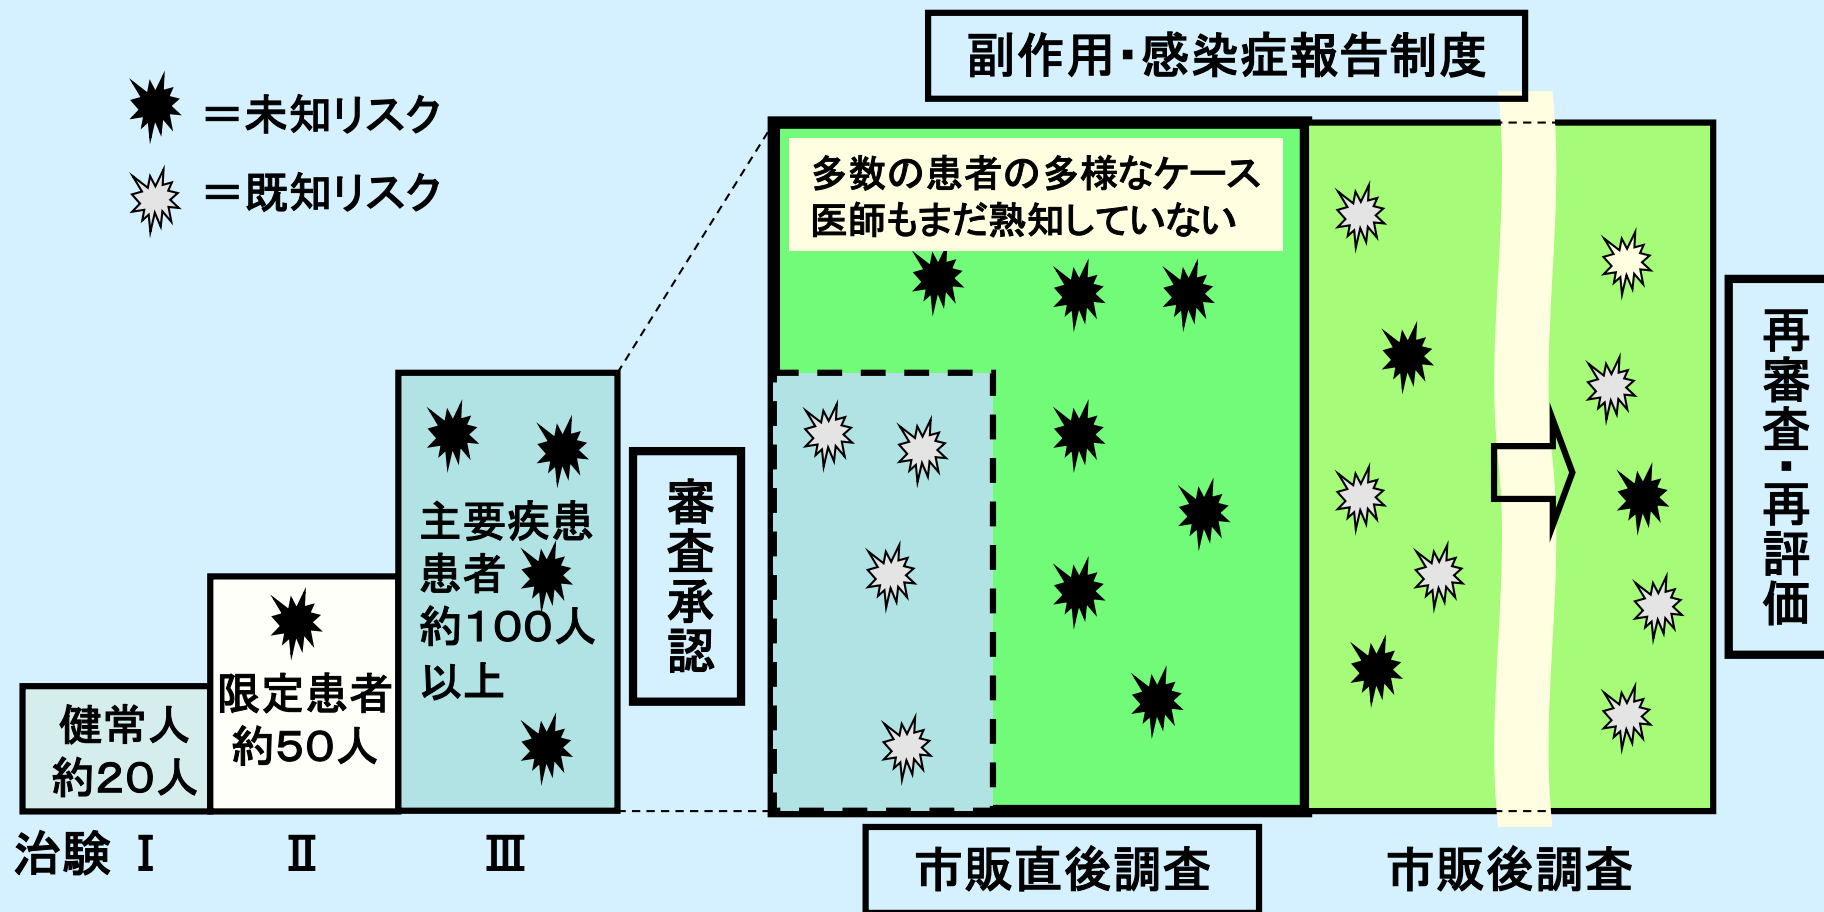 副作用・感染症報告制度
＝未知リスク
＝既知リスク
多数の患者の多様なケース
医師もまだ熟知していない
主要疾患
患者
約100人
以上
審査承認
限定患者
約50人
健常人
約20人
再審査・再評価
治験 Ⅰ
Ⅱ
Ⅲ
市販直後調査
市販後調査